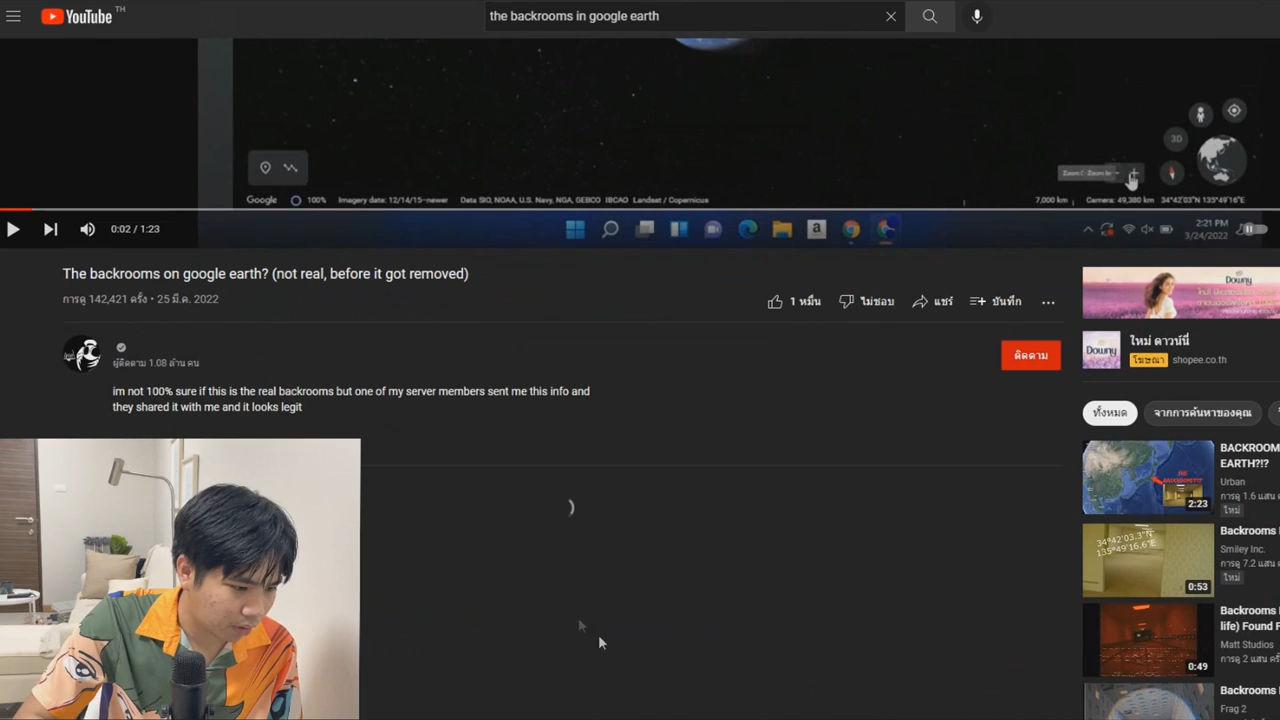 YouTube TH
the backrooms in google earth
3D
Google 100% Imagery date: 12/14/15-newer Data SIO, NOAA, U.S. Navy, NGA, GEBCO IBCAO Landsat / Copernicus 7,000 km Camera: 49,380 km 34°42'03"N 135°49'16"E
0:02 / 1:23
2:21 PM
3/24/2022
The backrooms on google earth? (not real, before it got removed)
การดู 142,421 ครั้ง • 25 มี.ค. 2022
1 หมื่น ไม่ชอบ แชร์ บันทึก
ผู้ติดตาม 1.08 ล้าน คน
ติดตาม
im not 100% sure if this is the real backrooms but one of my server members sent me this info and
they shared it with me and it looks legit
Downy
Downy
ใหม่ ดาวน์นี่
โฆษณา shopee.co.th
ทั้งหมด จากการค้นหาของคุณ
THE
BACKROOM
EARTH?!?
Urban
การดู 1.6 แสน
ใหม่
2:23
34°42'03.3"N
135°49'16.6"E
0:53
Backrooms
Smiley Inc.
การดู 7.2 แสน
ใหม่
0:49
Backrooms
life) Found F
Matt Studios
การดู 2 แสน
Backrooms
Frag 2